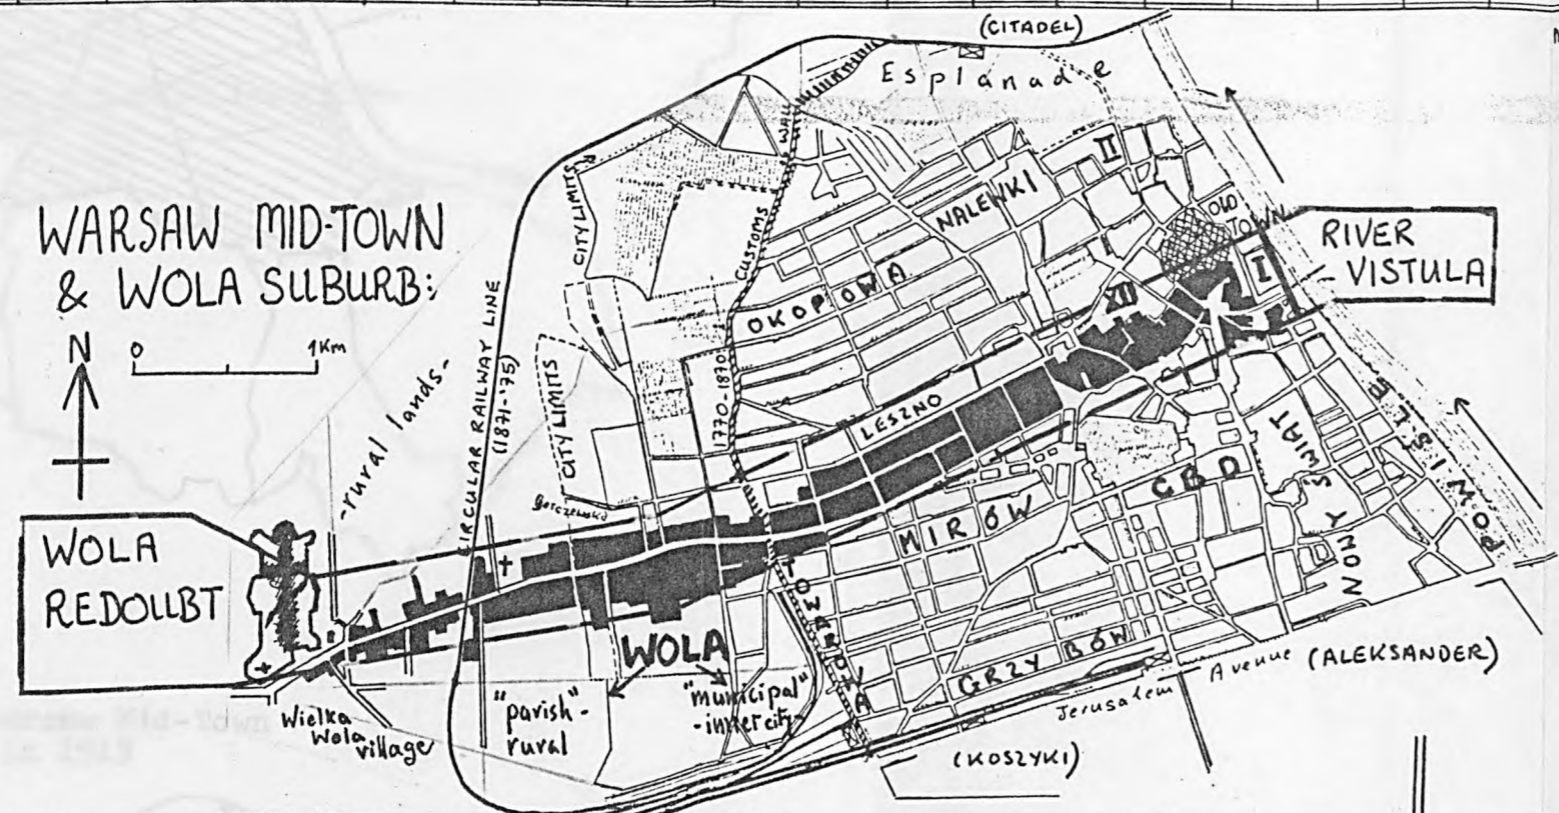 (CITADEL)
Esplanade
WARSAW MID-TOWN
& WOLA SUBURB:
N
0 1Km
CITY LIMITS
CUSTOMS WALL
1770-1870
NALEWKI
II
OLD
TOWN
I
RIVER
VISTULA
OKOPOWA
XII
CIRCULAR RAILWAY LINE
(1871-'75)
-rural lands-
CITY LIMITS
LESZNO
POWIŚLE
NOWY ŚWIAT
CBD
MIRÓW
Gorczewska
WOLA
REDOUBT
WOLA
TOWAROWA
GRZYBÓW
Jerusalem Avenue (ALEKSANDER)
"parish"-
rural
"municipal"
-inner city-
Wielka
Wola
village
(KOSZYKI)